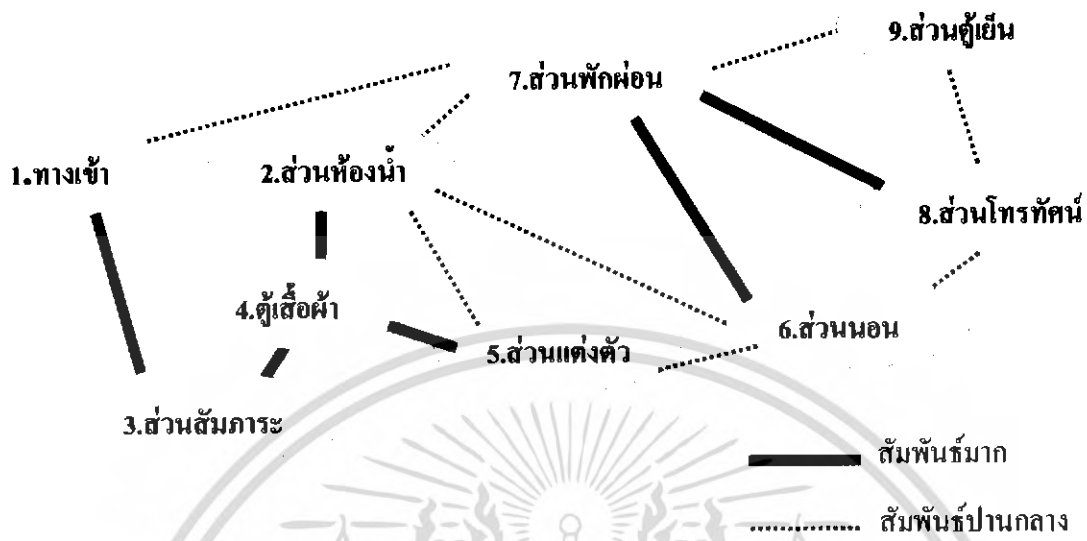 9.ส่วนตู้เย็น
7.ส่วนพักผ่อน
1.ทางเข้า
2.ส่วนห้องน้ำ
8.ส่วนโทรทัศน์
4.ตู้เสื้อผ้า
6.ส่วนนอน
5.ส่วนแต่งตัว
3.ส่วนสัมภาระ
สัมพันธ์มาก
สัมพันธ์ปานกลาง